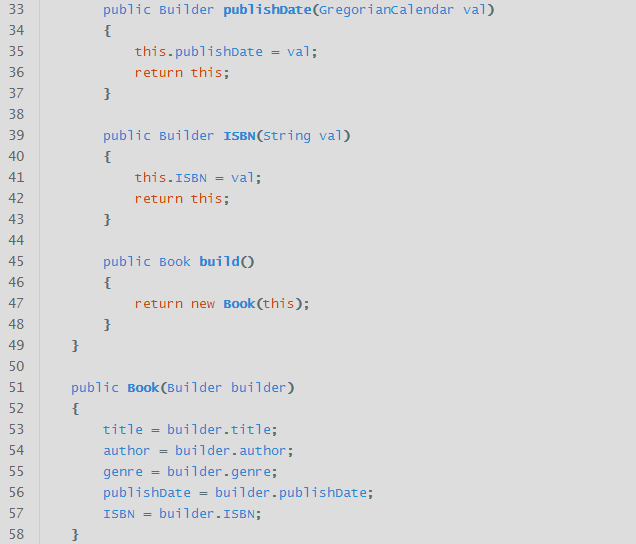 33 public Builder publishDate(GregorianCalendar val)
34 {
35 this.publishDate = val;
36 return this;
37 }
38
39 public Builder ISBN(String val)
40 {
41 this.ISBN = val;
42 return this;
43 }
44
45 public Book build()
46 {
47 return new Book(this);
48 }
49 }
50
51 public Book(Builder builder)
52 {
53 title = builder.title;
54 author = builder.author;
55 genre = builder.genre;
56 publishDate = builder.publishDate;
57 ISBN = builder.ISBN;
58 }